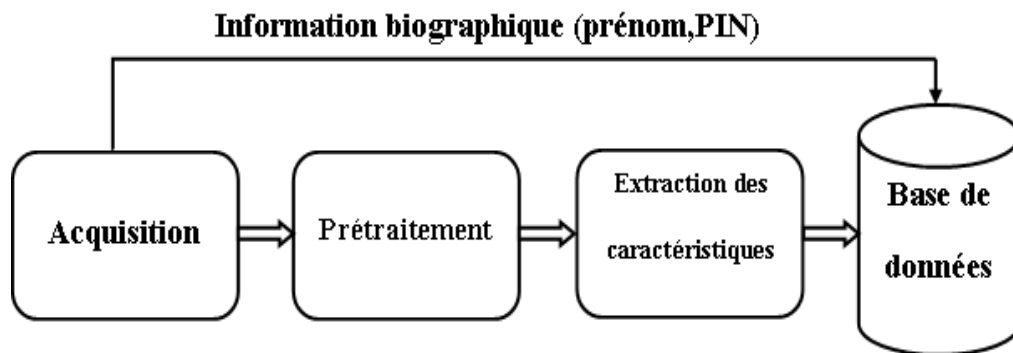 Information biographique (prénom,PIN)
Acquisition
Prétraitement
Extraction des
caractéristiques
Base de
données